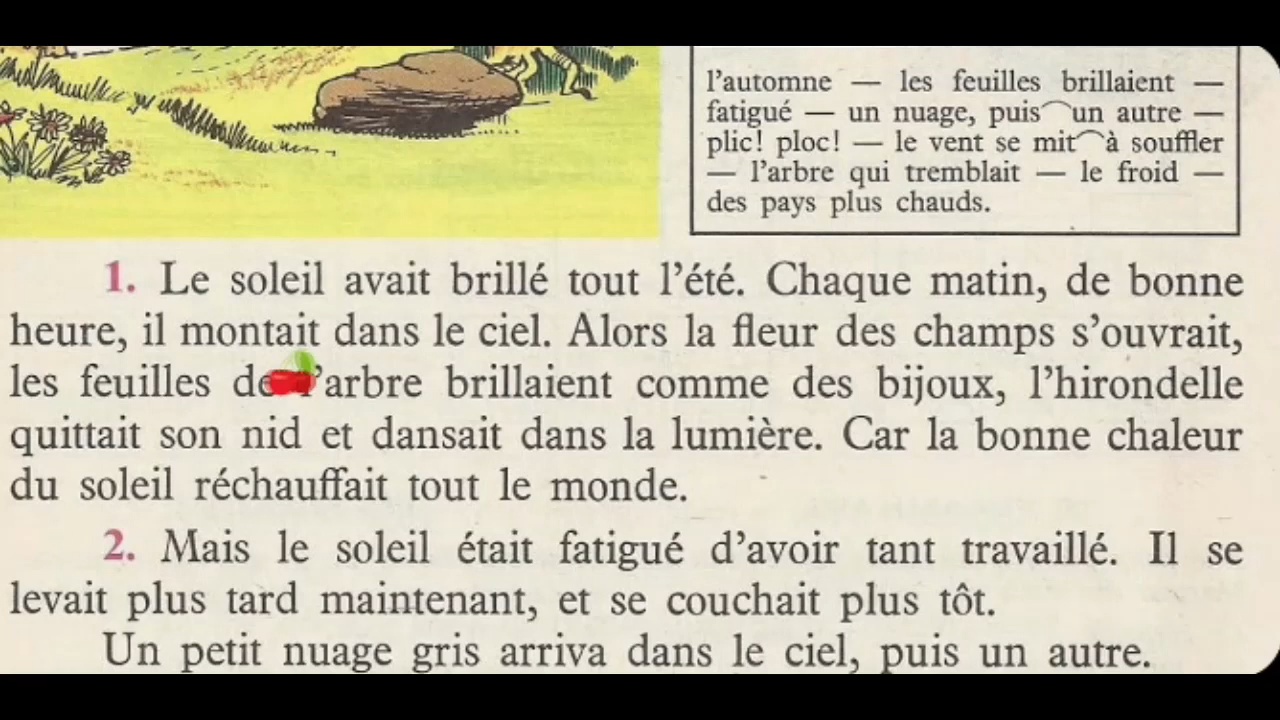 l'automne — les feuilles brillaient —
fatigué — un nuage, puis un autre —
plic! ploc! — le vent se mit à souffler
— l'arbre qui tremblait — le froid —
des pays plus chauds.
1. Le soleil avait brillé tout l'été. Chaque matin, de bonne
heure, il montait dans le ciel. Alors la fleur des champs s'ouvrait,
les feuilles de l'arbre brillaient comme des bijoux, l'hirondelle
quittait son nid et dansait dans la lumière. Car la bonne chaleur
du soleil réchauffait tout le monde.
2. Mais le soleil était fatigué d'avoir tant travaillé. Il se
levait plus tard maintenant, et se couchait plus tôt.
Un petit nuage gris arriva dans le ciel, puis un autre.